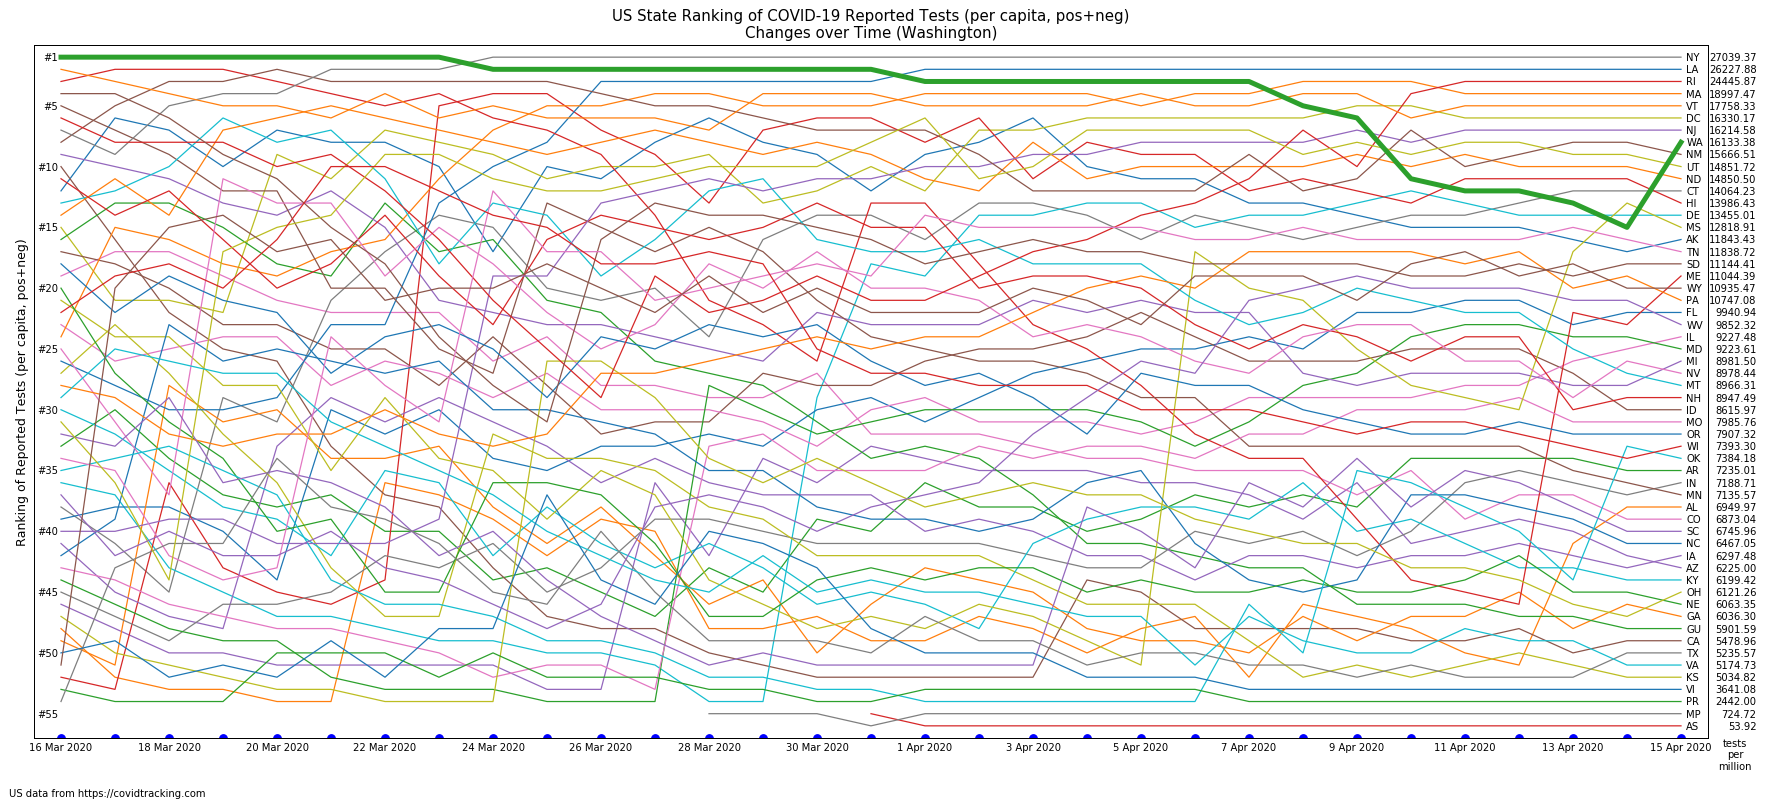 US State Ranking of COVID-19 Reported Tests (per capita, pos+neg)
Changes over Time (Washington)
Ranking of Reported Tests (per capita, pos+neg)
#1
#5
#10
#15
#20
#25
#30
#35
#40
#45
#50
#55
NY 27039.37
LA 26227.88
RI 24445.87
MA 18997.47
VT 17758.33
DC 16330.17
NJ 16214.58
WA 16133.38
NM 15666.51
UT 14851.72
ND 14850.50
CT 14064.23
HI 13986.43
DE 13455.01
MS 12818.91
AK 11843.43
TN 11838.72
SD 11144.41
ME 11044.39
WY 10935.47
PA 10747.08
FL 9940.94
WV 9852.32
IL 9227.48
MD 9223.61
MI 8981.50
NV 8978.44
MT 8966.31
NH 8947.49
ID 8615.97
MO 7985.76
OR 7907.32
WI 7393.30
OK 7384.18
AR 7235.01
IN 7188.71
MN 7135.57
AL 6949.97
CO 6873.04
SC 6745.96
NC 6467.05
IA 6297.48
AZ 6225.00
KY 6199.42
OH 6121.26
NE 6063.35
GA 6036.30
GU 5901.59
CA 5478.96
TX 5235.57
VA 5174.73
KS 5034.82
VI 3641.08
PR 2442.00
MP 724.72
AS 53.92
16 Mar 2020 18 Mar 2020 20 Mar 2020 22 Mar 2020 24 Mar 2020 26 Mar 2020 28 Mar 2020 30 Mar 2020 1 Apr 2020 3 Apr 2020 5 Apr 2020 7 Apr 2020 9 Apr 2020 11 Apr 2020 13 Apr 2020 15 Apr 2020
tests
per
million
US data from https://covidtracking.com